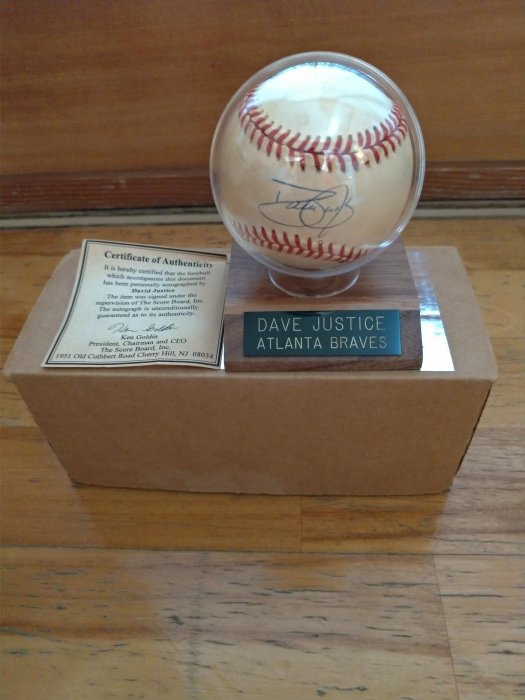 Certificate of Authenticity
It is hereby certified that the baseball
which accompanies this document
has been personally autographed by
David Justice
The item was signed under the
supervision of The Score Board, Inc.
The autograph is unconditionally
guaranteed as to its authenticity.
Ken Goldin
Ken Goldin
President, Chairman and CEO
The Score Board, Inc.
1951 Old Cuthbert Road Cherry Hill, NJ 08034
DAVE JUSTICE
ATLANTA BRAVES